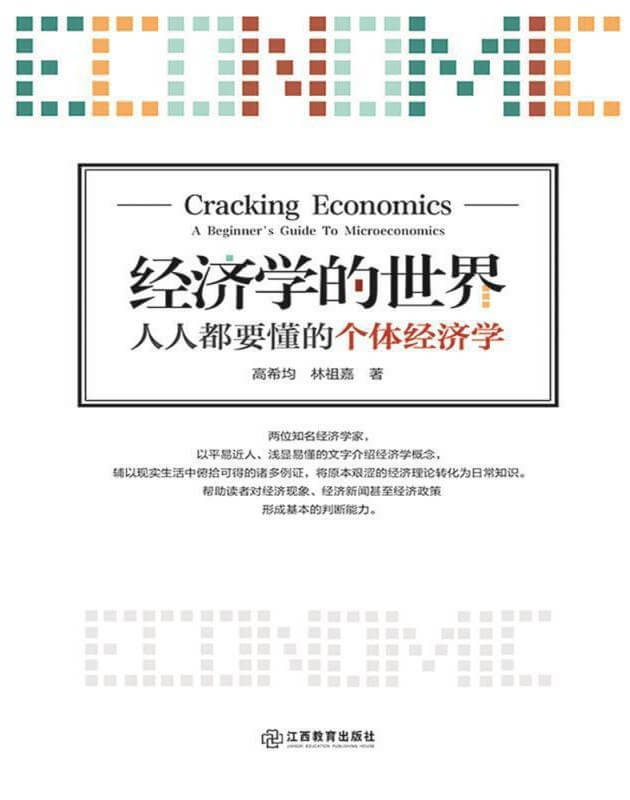 ECONOMIC
Cracking Economics
A Beginner's Guide To Microeconomics
经济学的世界
人人都要懂的个体经济学
高希均 林祖嘉 著
两位知名经济学家，
以平易近人、浅显易懂的文字介绍经济学概念，
辅以现实生活中俯拾可得的诸多例证，将原本艰涩的经济理论转化为日常知识。
帮助读者对经济现象、经济新闻甚至经济政策
形成基本的判断能力。
ECONOMIC
江西教育出版社
JIANGXI EDUCATION PUBLISHING HOUSE